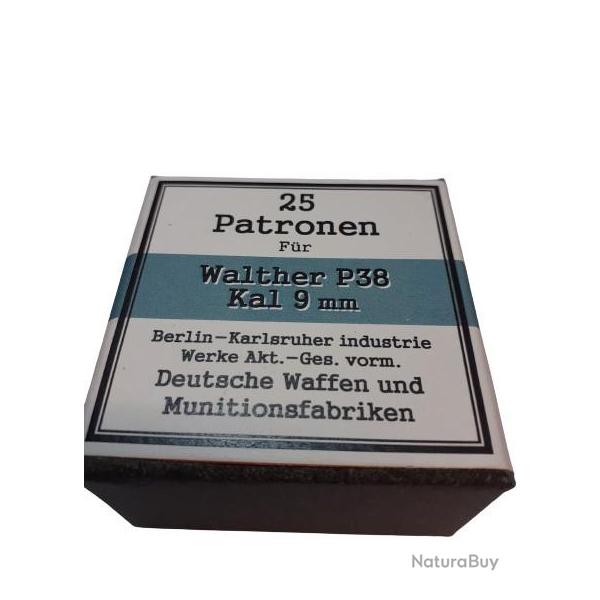 25
Patronen
Für
Walther P38
Kal 9 mm
Berlin-Karlsruher industrie
Werke Akt.-Ges. vorm.
Deutsche Waffen und
Munitionsfabriken
NaturaBuy